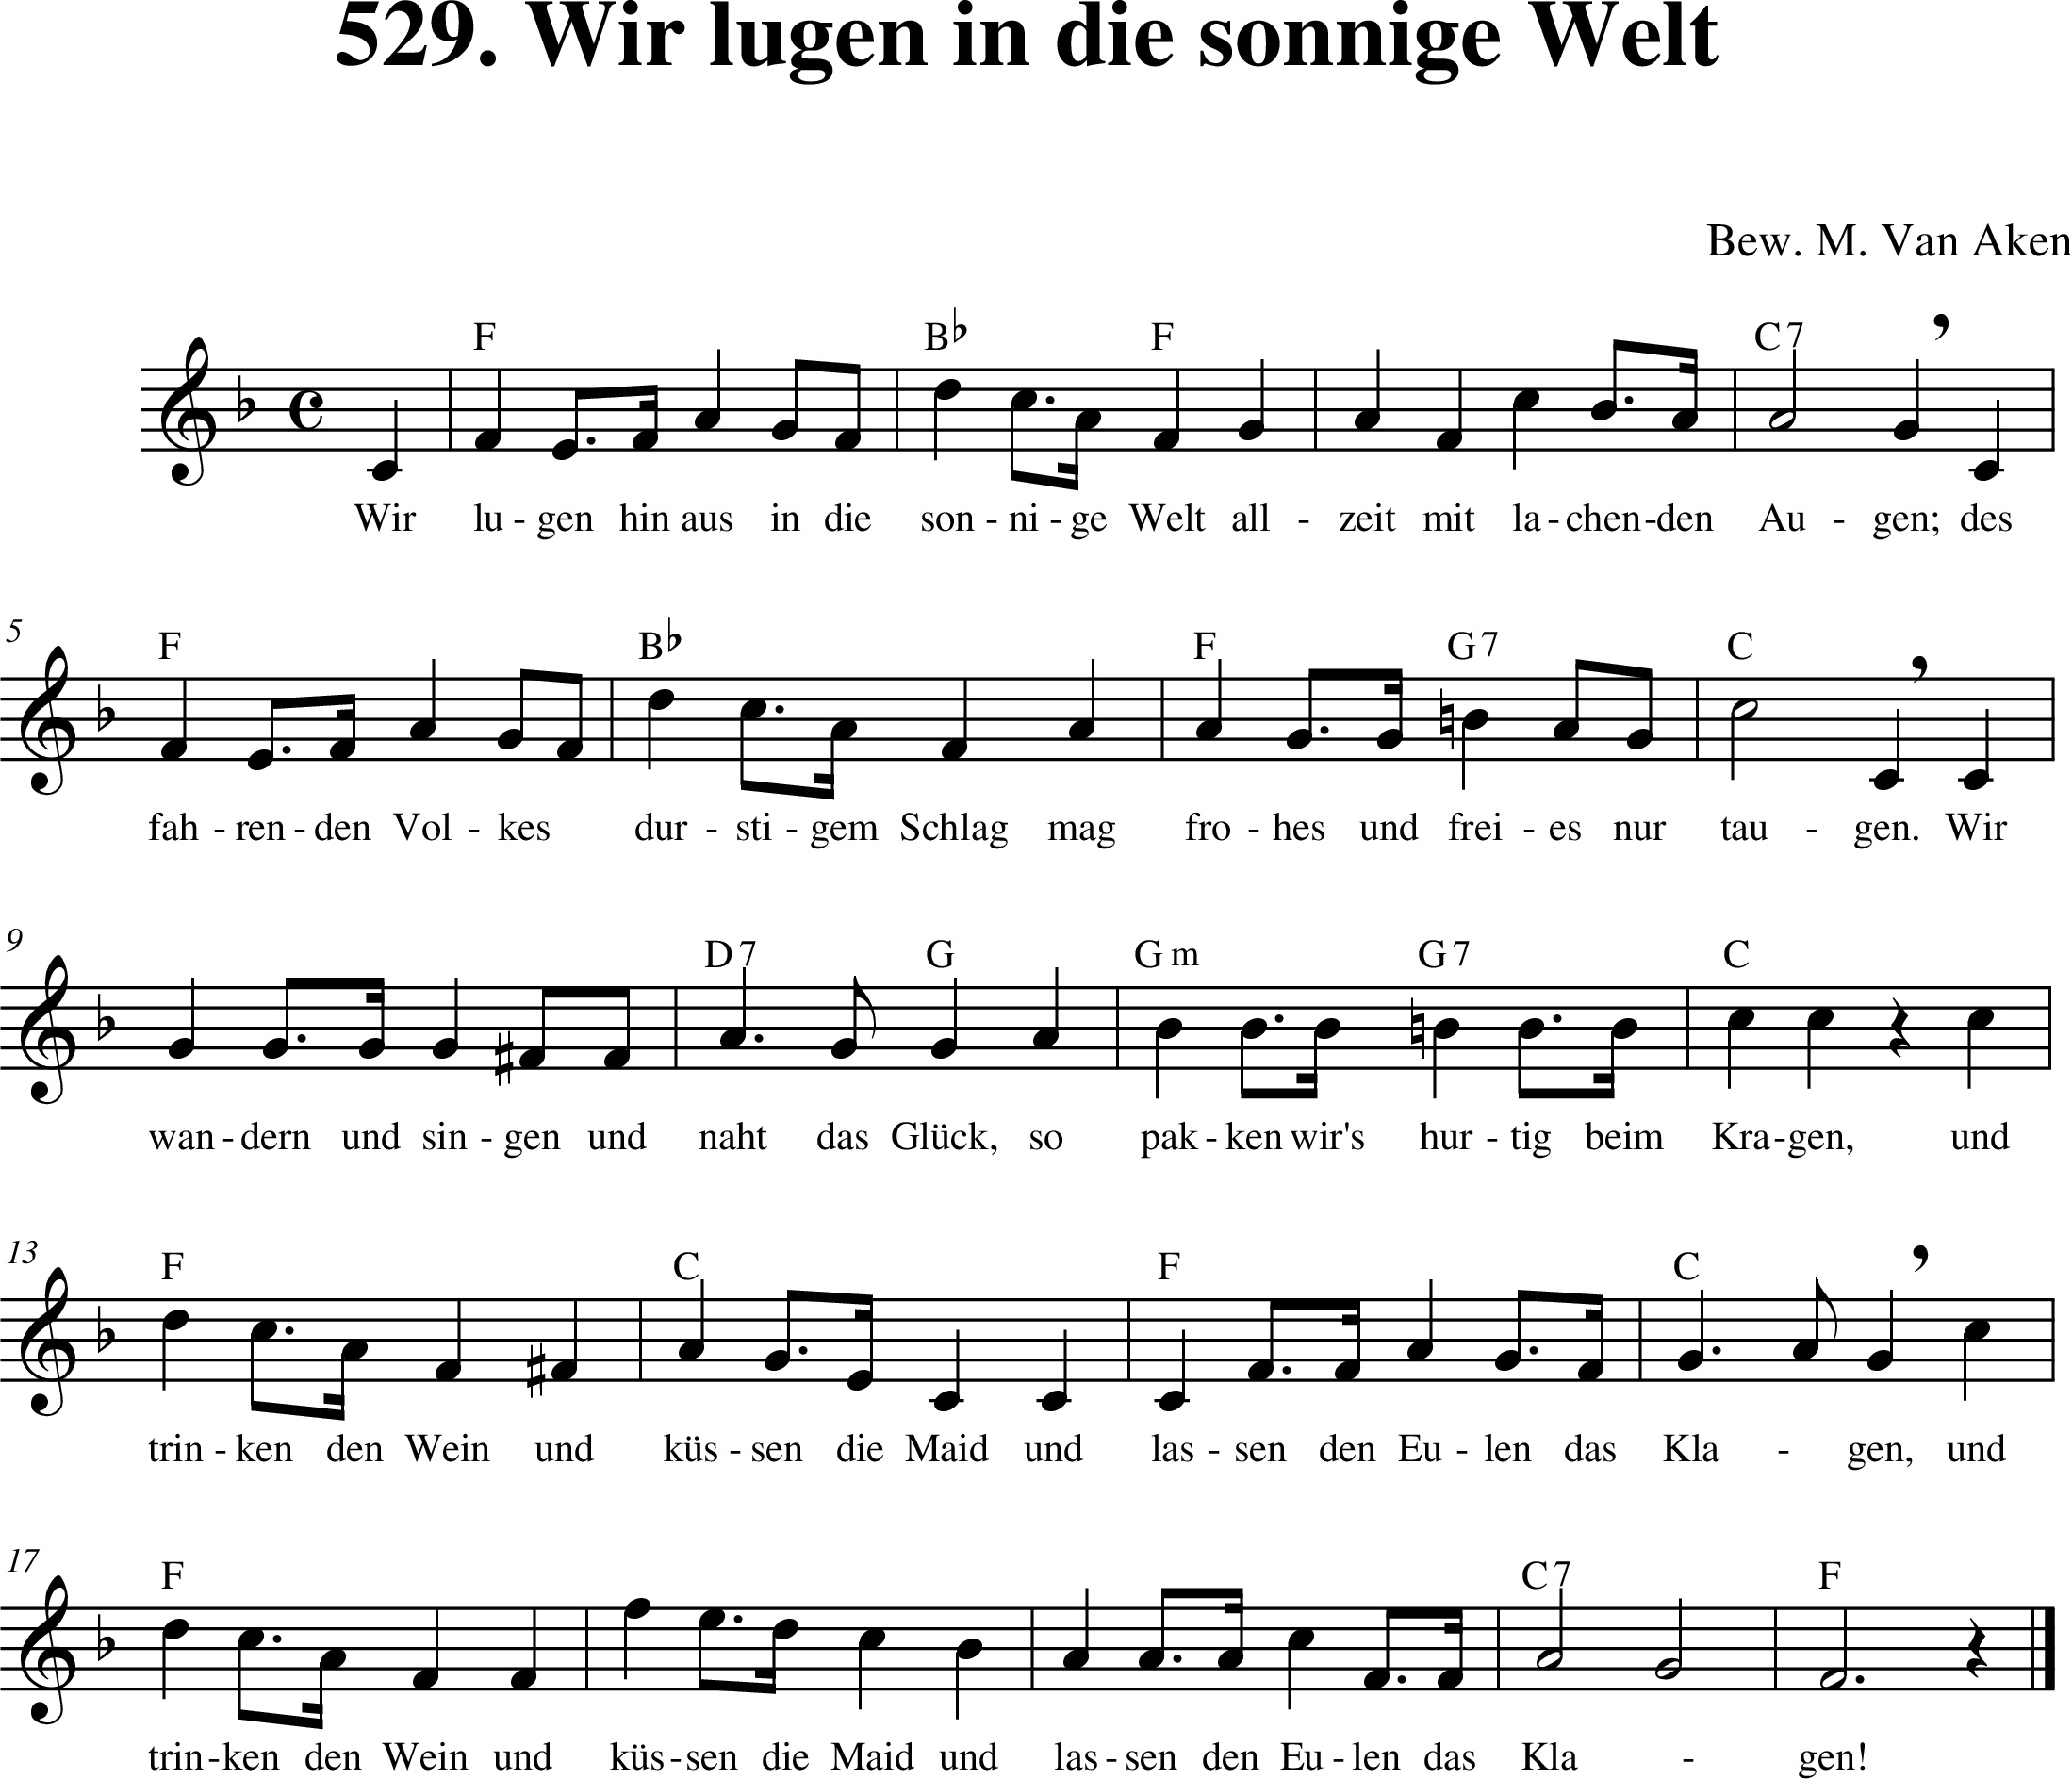 529. Wir lugen in die sonnige Welt
Bew. M. Van Aken
F B♭ F C7
Wir lu - gen hin aus in die son - ni - ge Welt all - zeit mit la - chen - den Au - gen; des
5
F B♭ F G7 C
fah - ren - den Vol - kes dur - sti - gem Schlag mag fro - hes und frei - es nur tau - gen. Wir
9
D7 G Gm G7 C
wan - dern und sin - gen und naht das Glück, so pak - ken wir's hur - tig beim Kra - gen, und
13
F C F C
trin - ken den Wein und küs - sen die Maid und las - sen den Eu - len das Kla - gen, und
17
F C7 F
trin - ken den Wein und küs - sen die Maid und las - sen den Eu - len das Kla - gen!